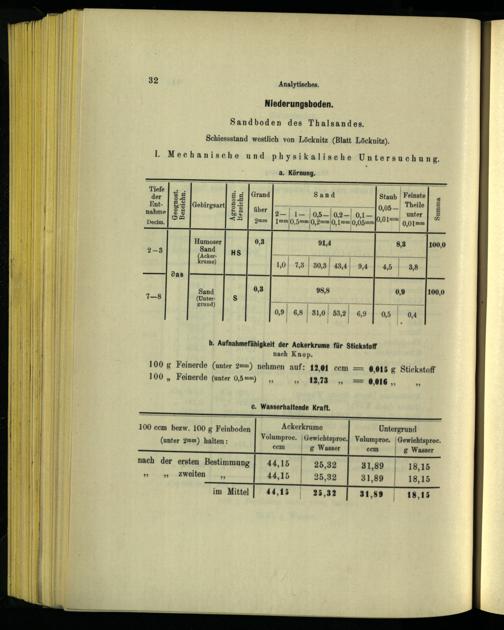 32
Analytisches.
Niederungsboden.
Sandboden des Thalsandes.
Schiessstand westlich von Löcknitz (Blatt Löcknitz).
I. Mechanische und physikalische Untersuchung.
a. Körnung.
Tiefe der Ent-nahme Decim. Geognost. Bezeichn. Gebirgsart Agronom. Bezeichn. Grand über 2mm Sand Staub 0,05—0,01mm Feinste Theile unter 0,01mm Summa
2—1mm 1—0,5mm 0,5—0,2mm 0,2—0,1mm 0,1—0,05mm
2—3 Humoser Sand (Acker-krume) HS 0,3 91,4 8,3 100,0
1,0 7,3 30,3 43,4 9,4 4,5 3,8
∂as
7—8 Sand (Unter-grund) S 0,3 98,8 0,9 100,0
0,9 6,8 31,0 53,2 6,9 0,5 0,4
b. Aufnahmefähigkeit der Ackerkrume für Stickstoff
nach Knop.
100 g Feinerde (unter 2mm) nehmen auf: 12,01 ccm = 0,015 g Stickstoff
100 „ Feinerde (unter 0,5mm) „ „ 12,73 „ = 0,016 „ „
c. Wasserhaltende Kraft.
100 ccm bezw. 100 g Feinboden (unter 2mm) halten: Ackerkrume Untergrund
Volumproc. ccm Gewichtsproc. g Wasser Volumproc. ccm Gewichtsproc. g Wasser
nach der ersten Bestimmung 44,15 25,32 31,89 18,15
„ „ zweiten „ 44,15 25,32 31,89 18,15
im Mittel 44,15 25,32 31,89 18,15